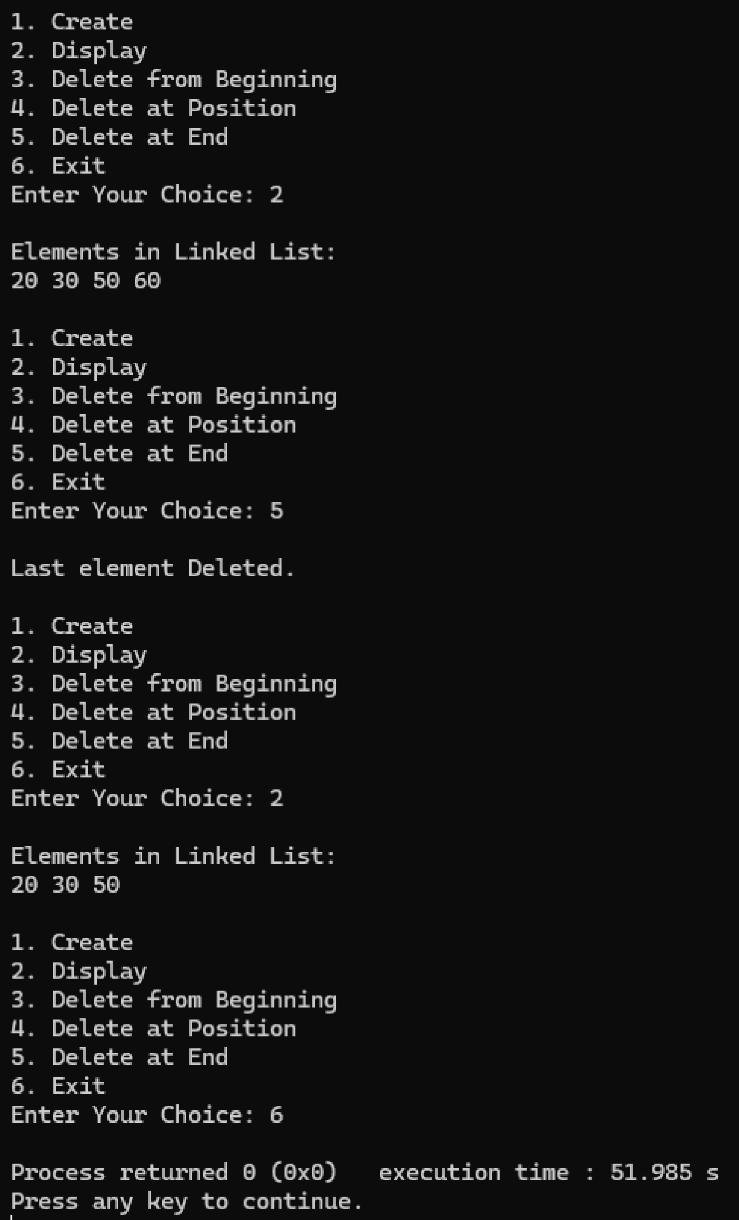 1. Create
2. Display
3. Delete from Beginning
4. Delete at Position
5. Delete at End
6. Exit
Enter Your Choice: 2
Elements in Linked List:
20 30 50 60
1. Create
2. Display
3. Delete from Beginning
4. Delete at Position
5. Delete at End
6. Exit
Enter Your Choice: 5
Last element Deleted.
1. Create
2. Display
3. Delete from Beginning
4. Delete at Position
5. Delete at End
6. Exit
Enter Your Choice: 2
Elements in Linked List:
20 30 50
1. Create
2. Display
3. Delete from Beginning
4. Delete at Position
5. Delete at End
6. Exit
Enter Your Choice: 6
Process returned 0 (0x0)   execution time : 51.985 s
Press any key to continue.